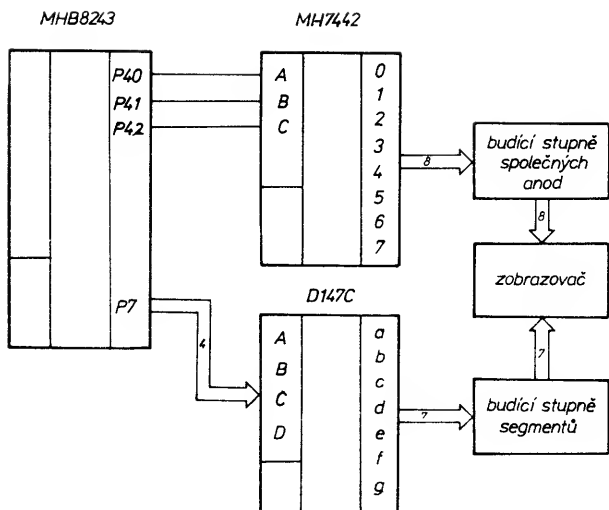 MHB8243
MH7442
P40
P41
P42
P7
A
B
C
0
1
2
3
4
5
6
7
8
budící stupně
společných
anod
8
zobrazovač
7
budící stupně
segmentů
D147C
4
A
B
C
D
a
b
c
d
e
f
g
7